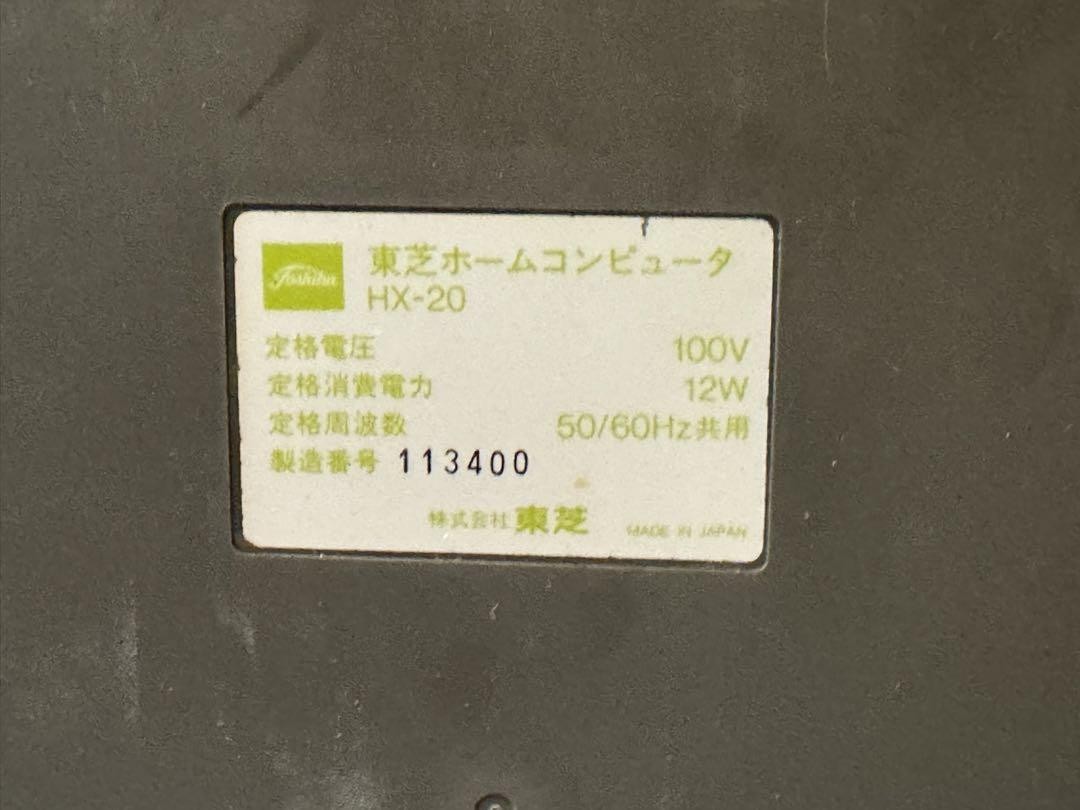 Toshiba 東芝ホームコンピュータ
HX-20
定格電圧 100V
定格消費電力 12W
定格周波数 50/60Hz共用
製造番号 113400
株式会社 東芝 MADE IN JAPAN